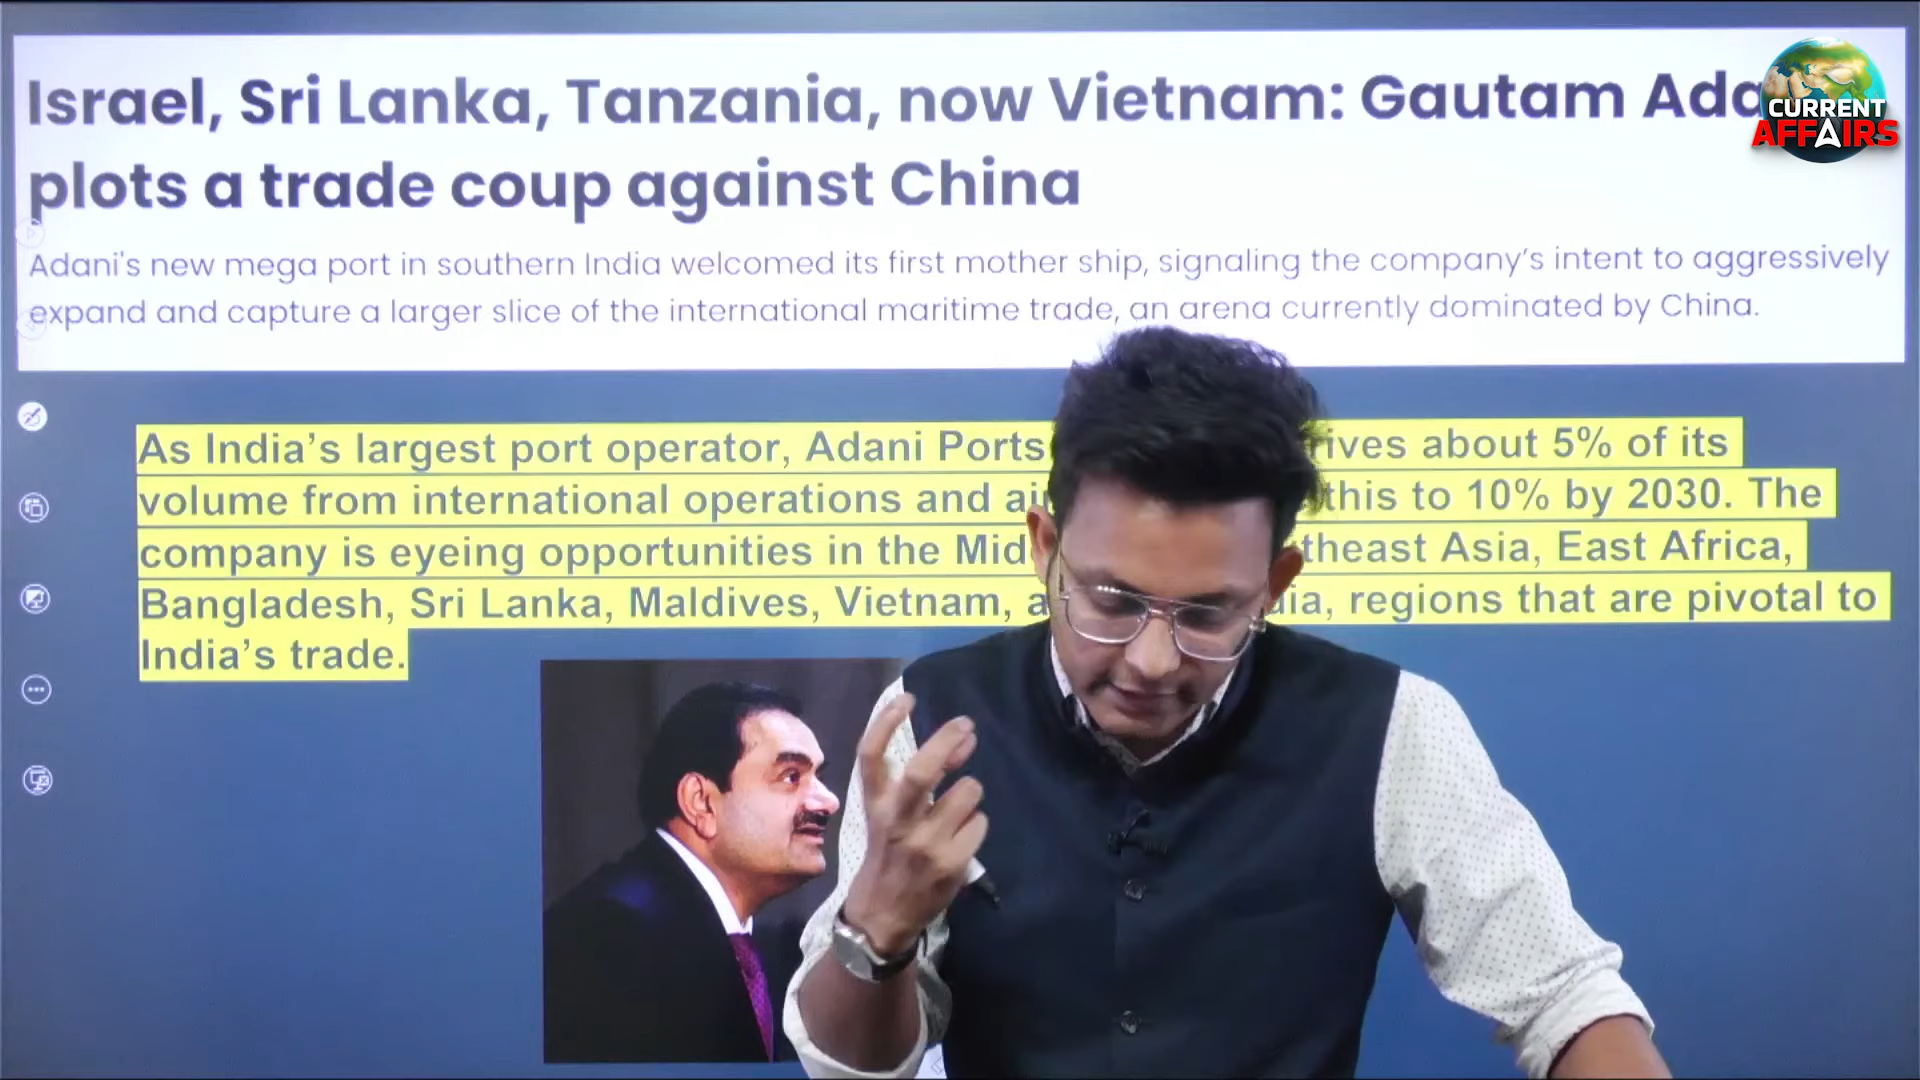 Israel, Sri Lanka, Tanzania, now Vietnam: Gautam
plots a trade coup against China
Adani's new mega port in southern India welcomed its first mother ship, signaling the company's intent to aggressively
expand and capture a larger slice of the international maritime trade, an arena currently dominated by China.
CURRENT
AFFAIRS
As India's largest port operator, Adani Ports about 5% of its
volume from international operations and this to 10% by 2030. The
company is eyeing opportunities in the Asia, East Africa,
Bangladesh, Sri Lanka, Maldives, Vietnam, regions that are pivotal to
India's trade.